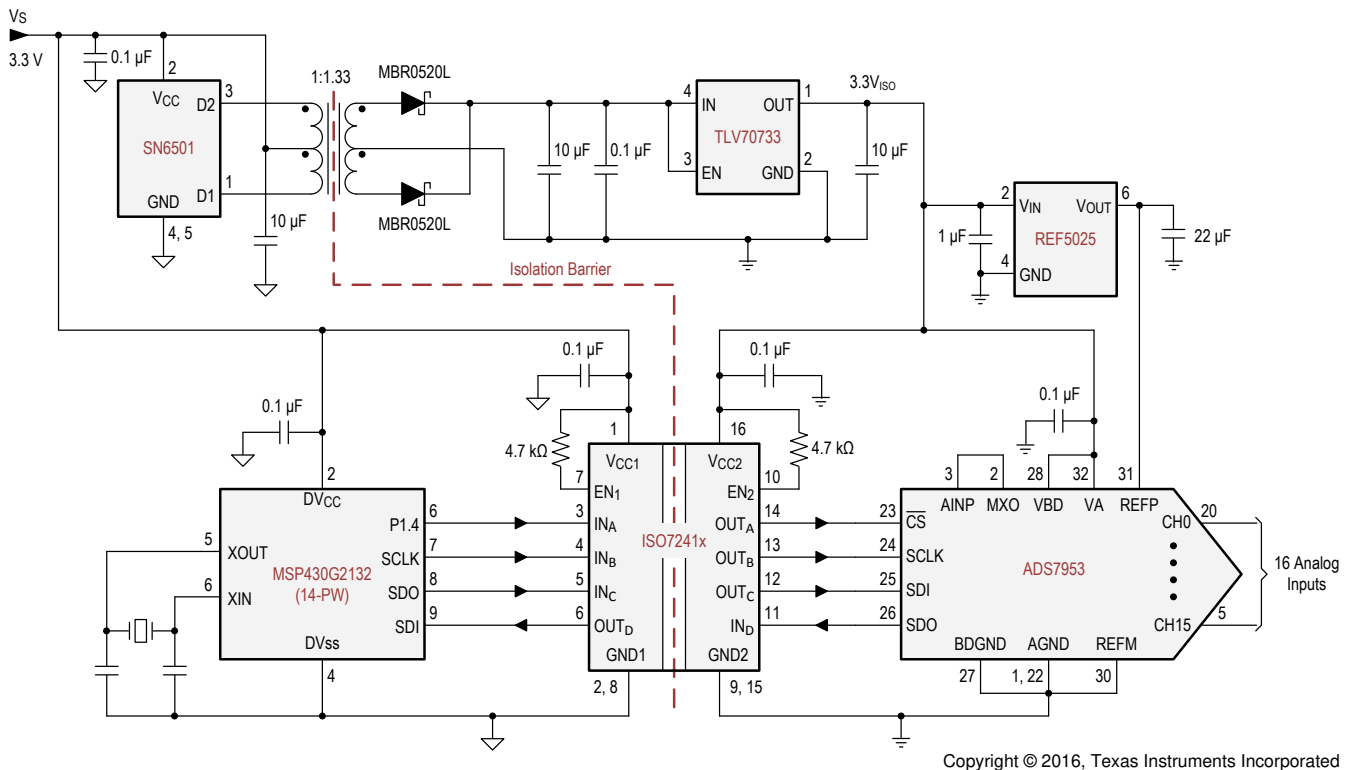 VS
3.3 V
0.1 µF
2
VCC
D2
3
SN6501
D1
1
GND
4, 5
10 µF
1:1.33
MBR0520L
MBR0520L
10 µF
0.1 µF
4
IN
OUT
1
TLV70733
3
EN
GND
2
3.3VISO
10 µF
2
VIN
VOUT
6
1 µF
REF5025
4
GND
22 µF
Isolation Barrier
0.1 µF
2
DVCC
5
XOUT
6
XIN
MSP430G2132
(14-PW)
P1.4
6
SCLK
7
SDO
8
SDI
9
DVss
4
0.1 µF
4.7 kΩ
1
VCC1
7
EN1
3
INA
4
INB
5
INC
6
OUTD
GND1
2, 8
ISO7241x
0.1 µF
4.7 kΩ
16
VCC2
EN2
10
OUTA
14
OUTB
13
OUTC
12
IND
11
GND2
9, 15
0.1 µF
3
2
28
32
31
AINP
MXO
VBD
VA
REFP
23
CS
24
SCLK
25
SDI
26
SDO
ADS7953
CH0
20
CH15
5
16 Analog
Inputs
BDGND
AGND
REFM
27
1, 22
30
Copyright © 2016, Texas Instruments Incorporated